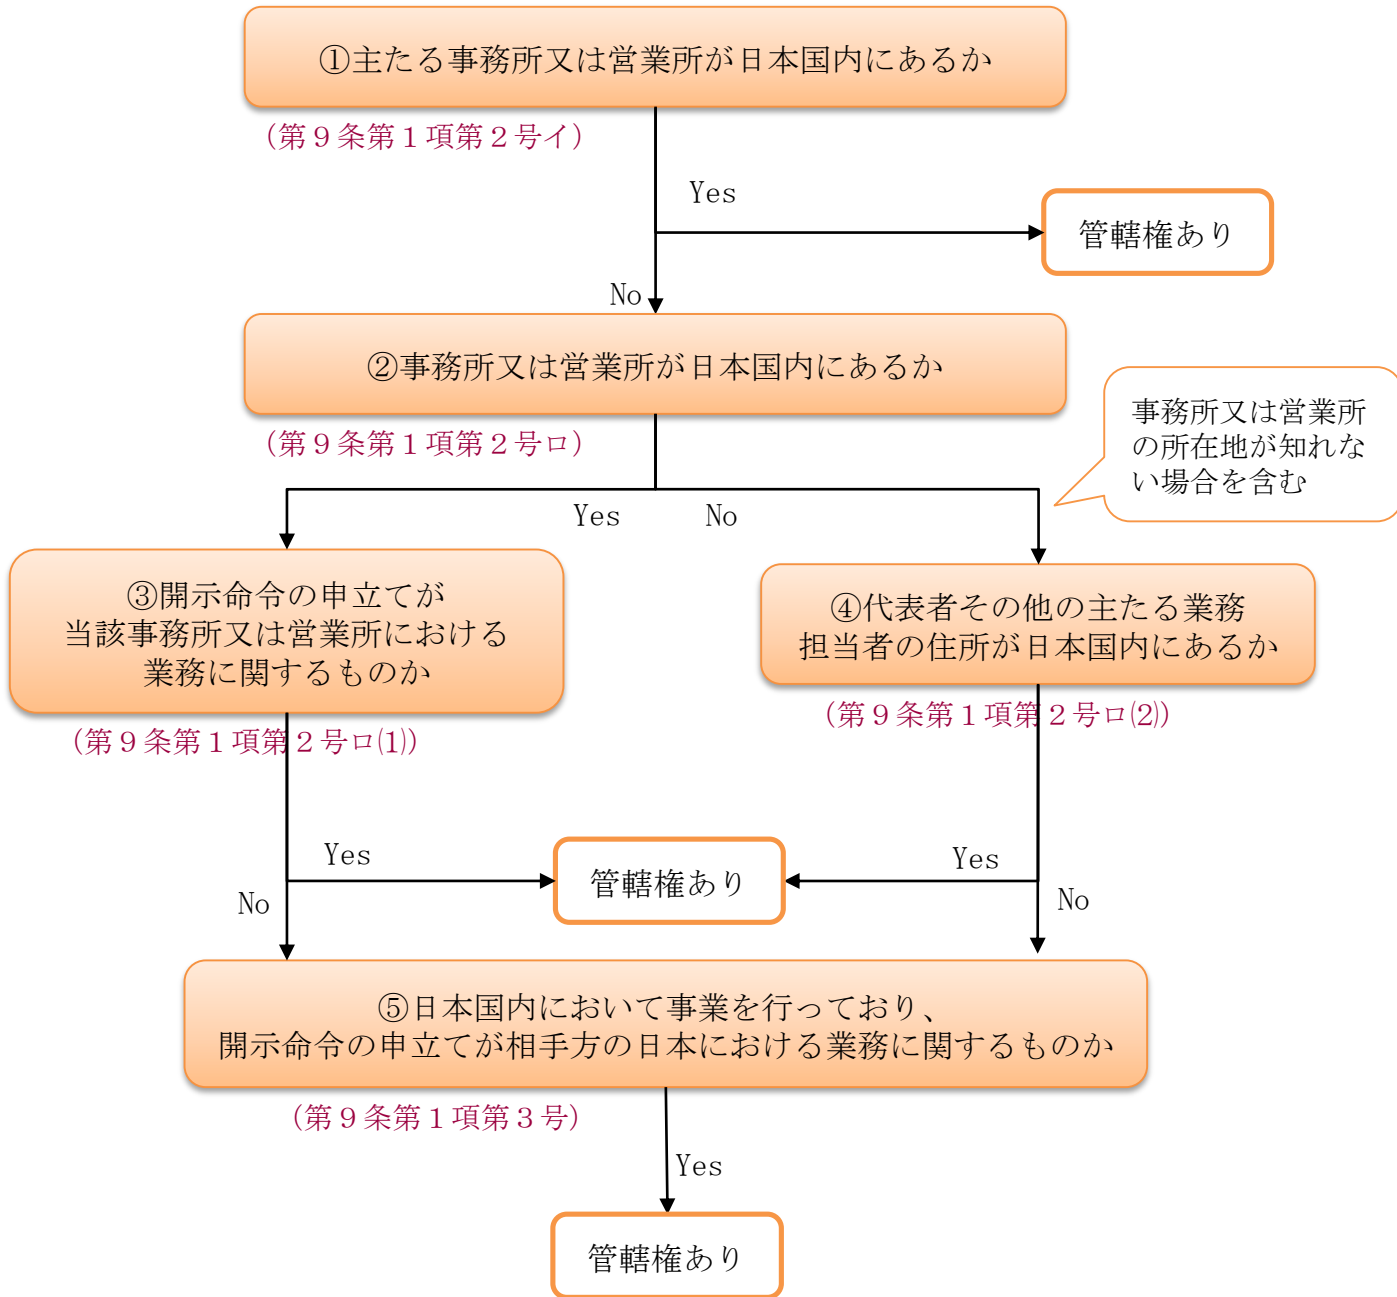 ①主たる事務所又は営業所が日本国内にあるか
（第９条第１項第２号イ）
Yes
管轄権あり
No
②事務所又は営業所が日本国内にあるか
（第９条第１項第２号ロ）
事務所又は営業所
の所在地が知れな
い場合を含む
Yes
No
③開示命令の申立てが
当該事務所又は営業所における
業務に関するものか
（第９条第１項第２号ロ⑴）
④代表者その他の主たる業務
担当者の住所が日本国内にあるか
（第９条第１項第２号ロ⑵）
Yes
管轄権あり
Yes
No
No
⑤日本国内において事業を行っており、
開示命令の申立てが相手方の日本における業務に関するものか
（第９条第１項第３号）
Yes
管轄権あり